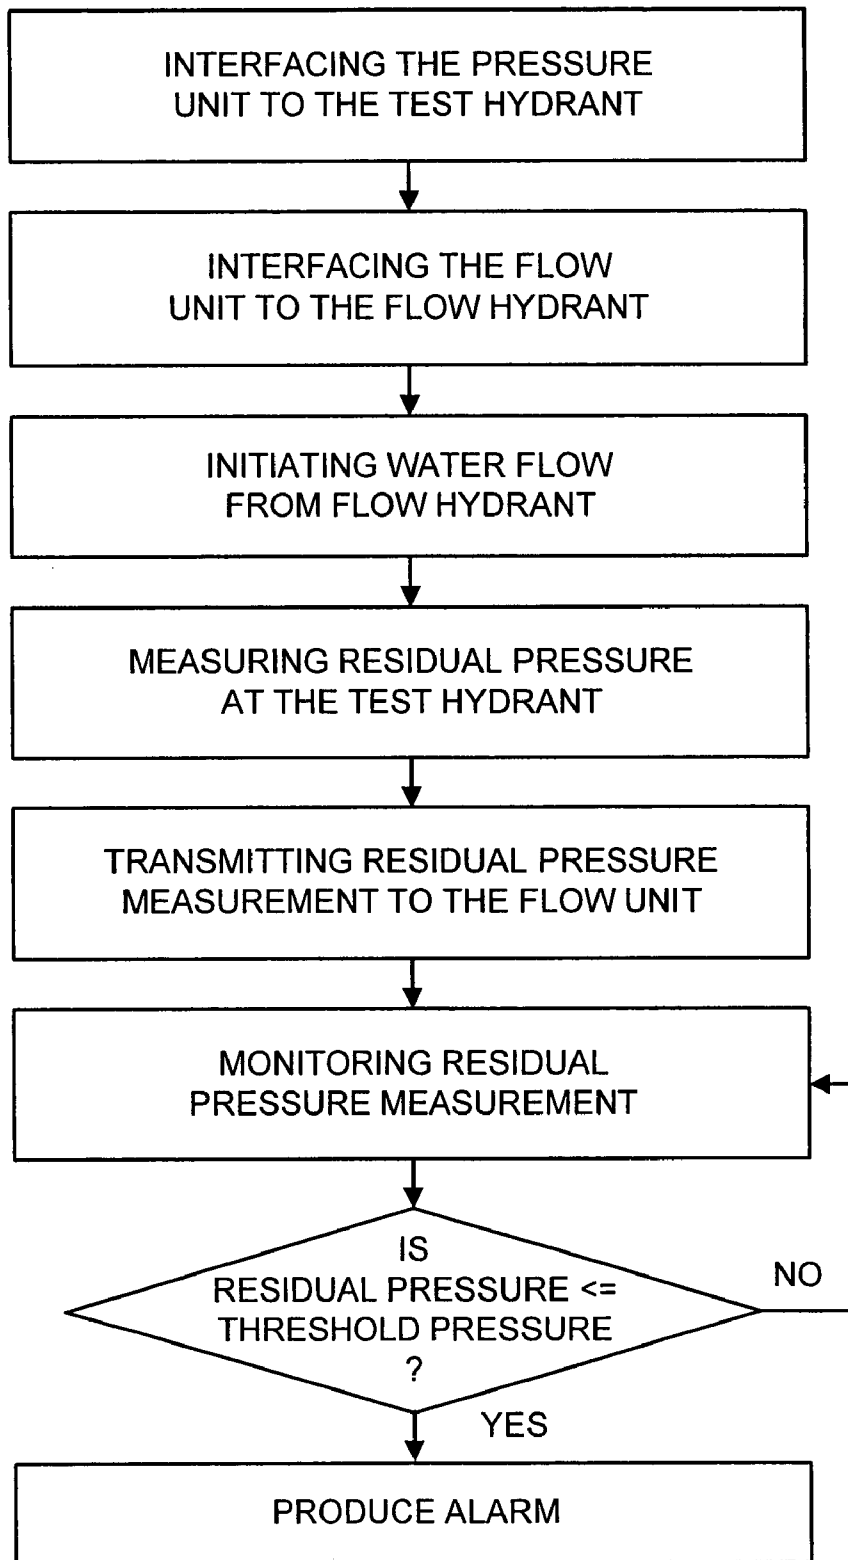 INTERFACING THE PRESSURE
UNIT TO THE TEST HYDRANT
INTERFACING THE FLOW
UNIT TO THE FLOW HYDRANT
INITIATING WATER FLOW
FROM FLOW HYDRANT
MEASURING RESIDUAL PRESSURE
AT THE TEST HYDRANT
TRANSMITTING RESIDUAL PRESSURE
MEASUREMENT TO THE FLOW UNIT
MONITORING RESIDUAL
PRESSURE MEASUREMENT
IS
RESIDUAL PRESSURE <=
THRESHOLD PRESSURE
?
NO
YES
PRODUCE ALARM